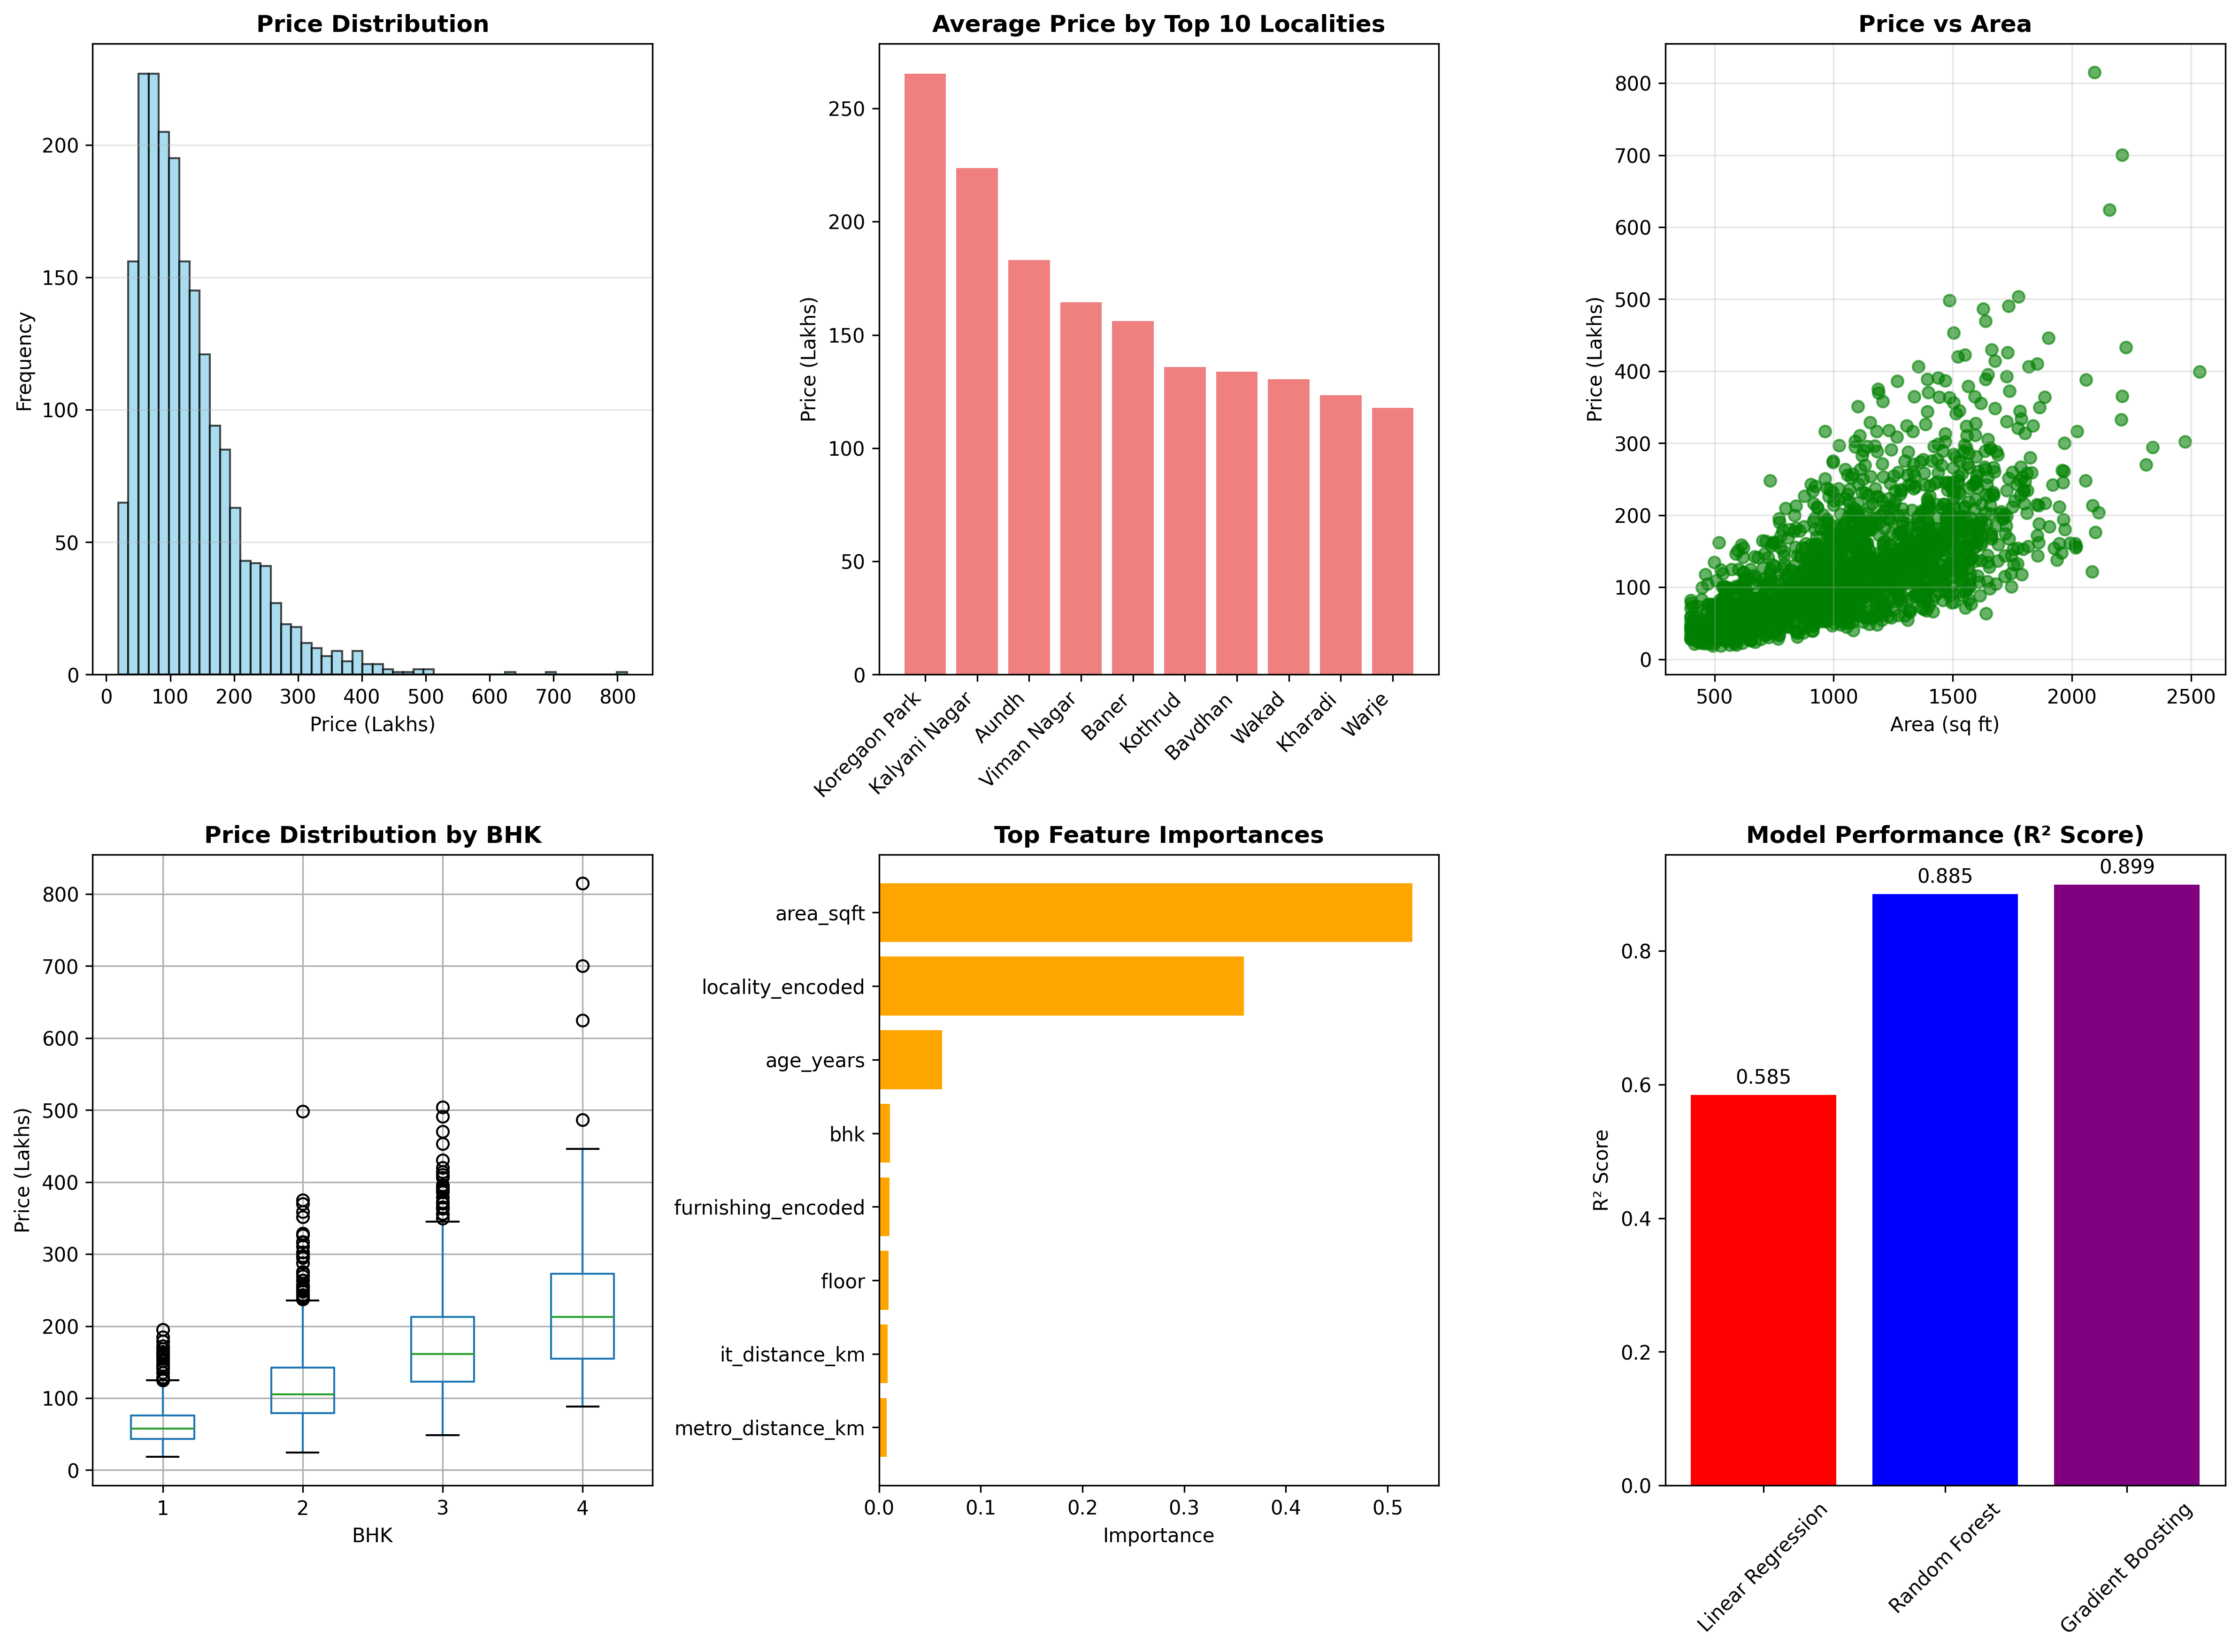 Price Distribution
200
150
100
50
0
Frequency
0 100 200 300 400 500 600 700 800
Price (Lakhs)
Average Price by Top 10 Localities
250
200
150
100
50
0
Price (Lakhs)
Koregaon Park
Kalyani Nagar
Aundh
Viman Nagar
Baner
Kothrud
Bavdhan
Wakad
Kharadi
Warje
Price vs Area
800
700
600
500
400
300
200
100
0
Price (Lakhs)
500 1000 1500 2000 2500
Area (sq ft)
Price Distribution by BHK
800
700
600
500
400
300
200
100
0
Price (Lakhs)
1 2 3 4
BHK
Top Feature Importances
area_sqft
locality_encoded
age_years
bhk
furnishing_encoded
floor
it_distance_km
metro_distance_km
0.0 0.1 0.2 0.3 0.4 0.5
Importance
Model Performance (R² Score)
0.899
0.885
0.585
0.8
0.6
0.4
0.2
0.0
R² Score
Linear Regression
Random Forest
Gradient Boosting